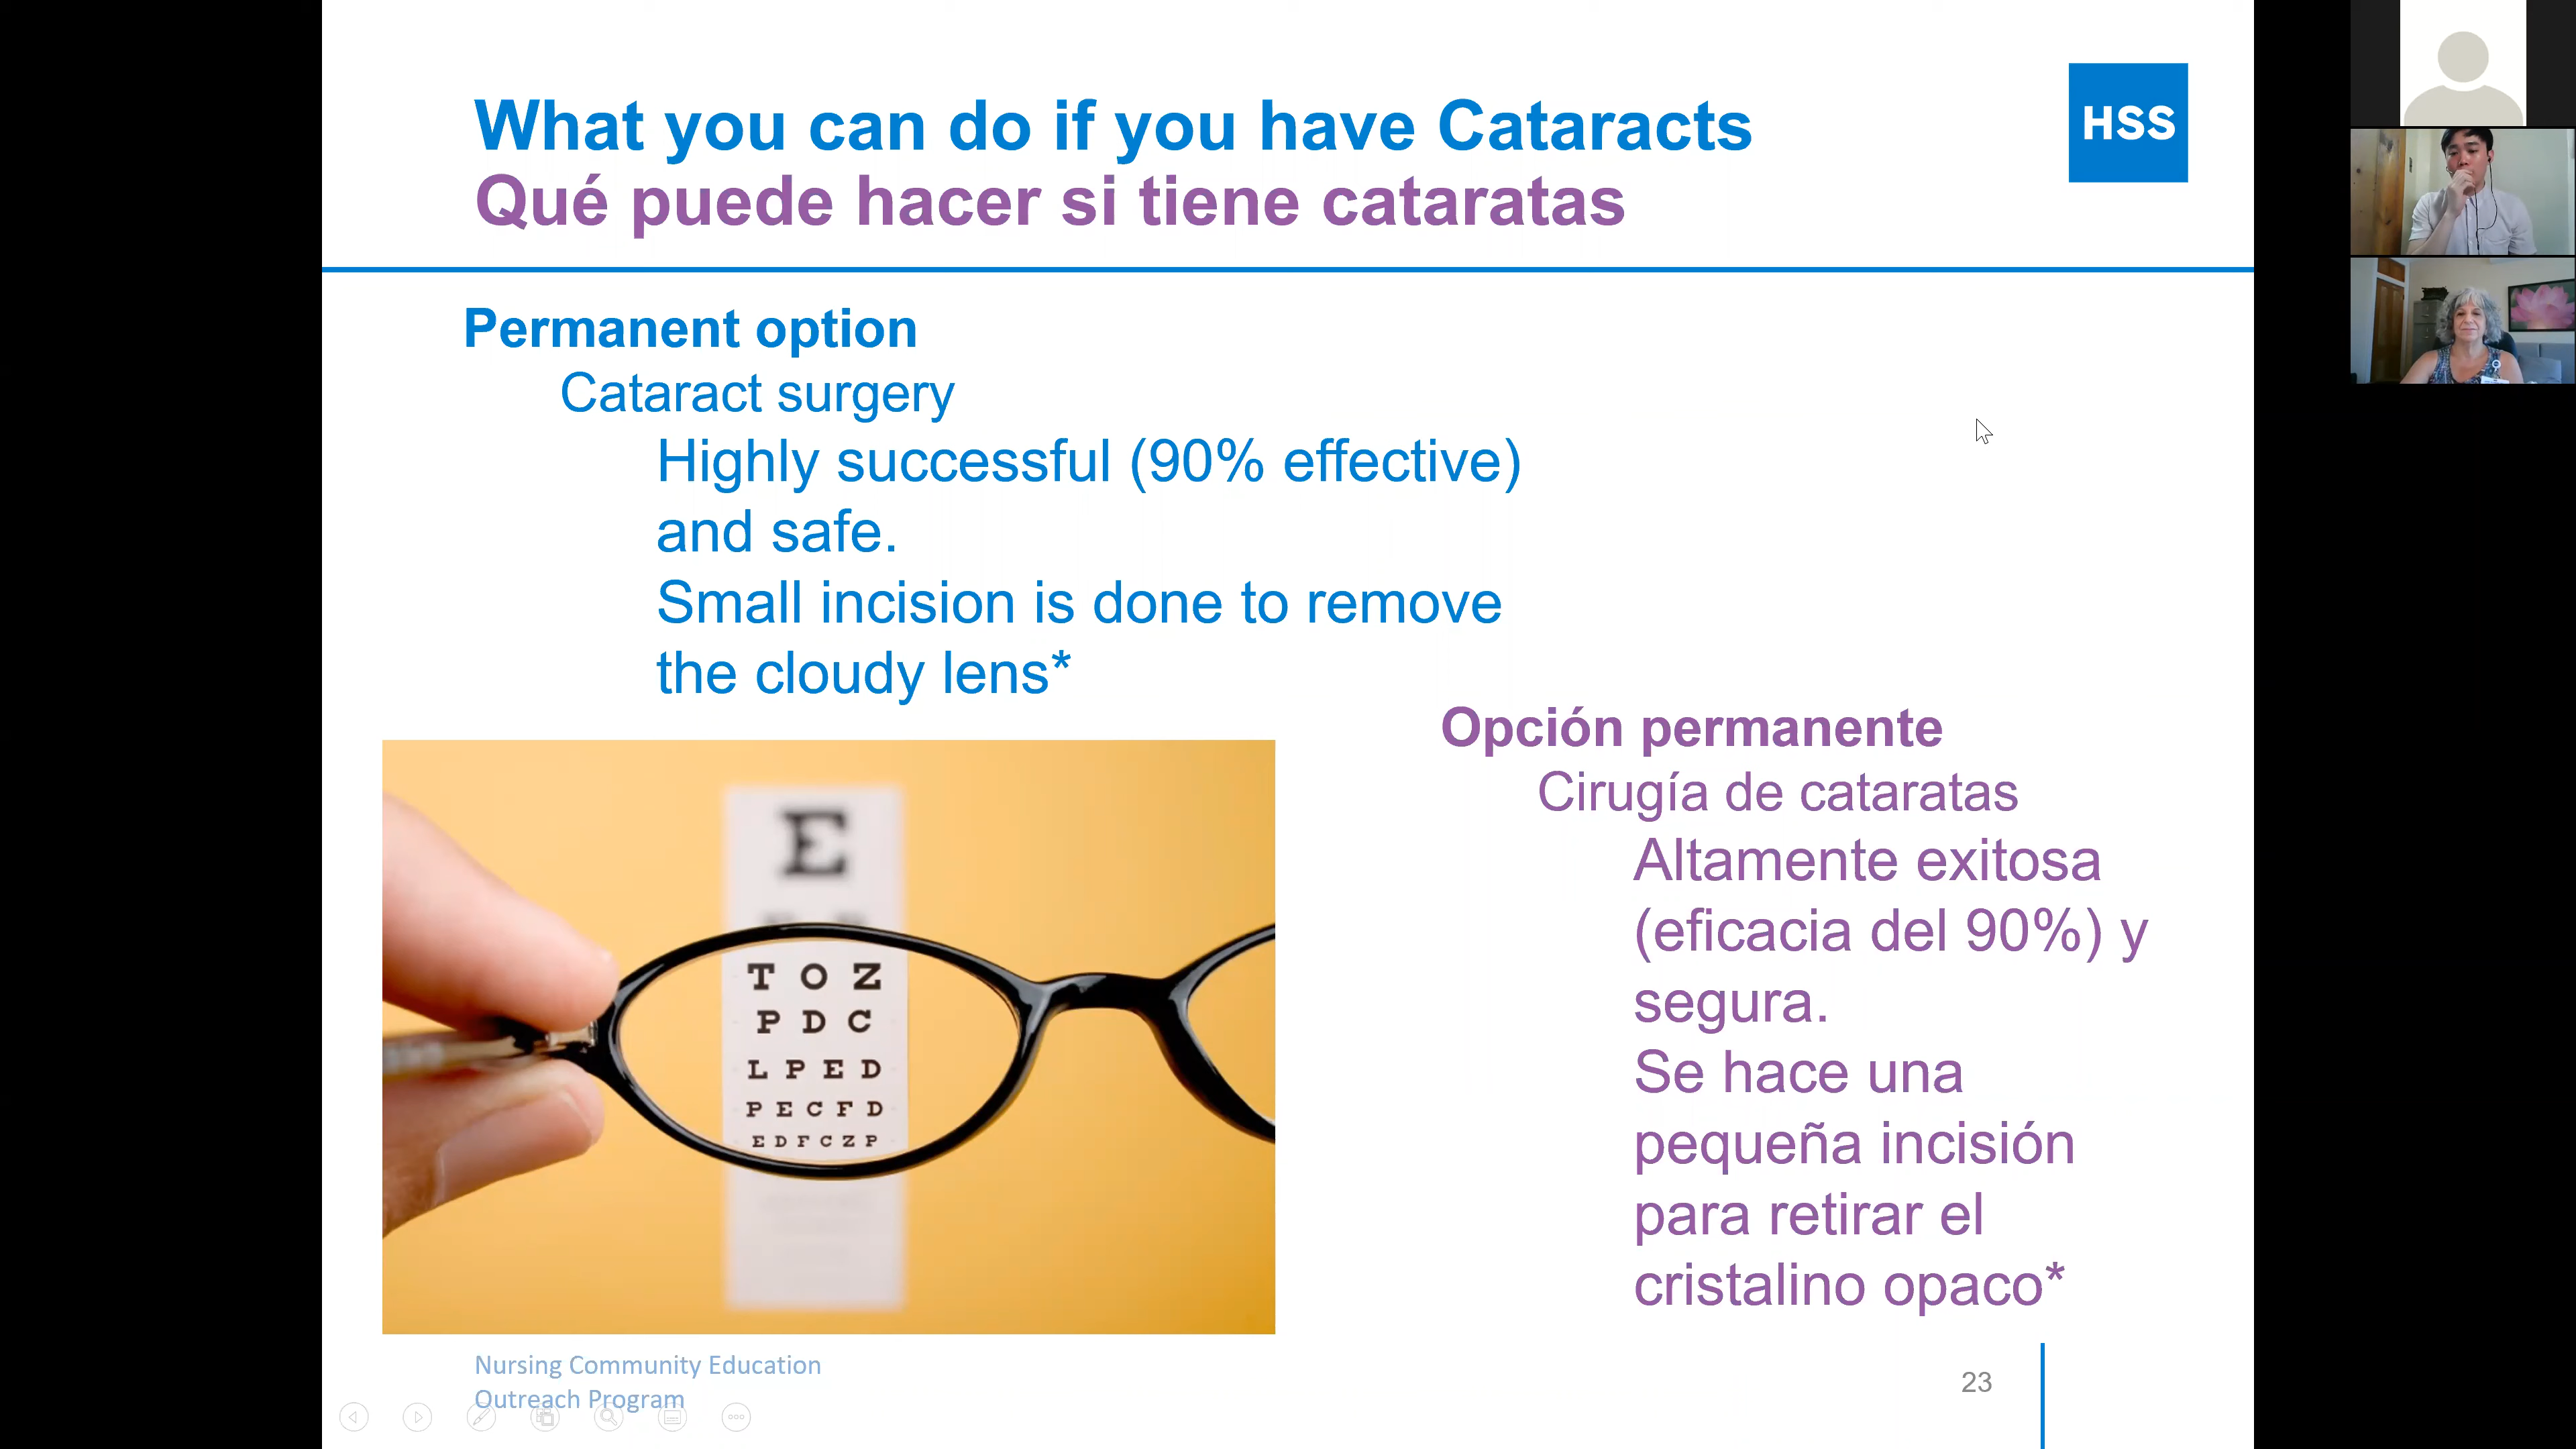 What you can do if you have Cataracts
Qué puede hacer si tiene cataratas
HSS
Permanent option
Cataract surgery
Highly successful (90% effective)
and safe.
Small incision is done to remove
the cloudy lens*
E
T O Z
P D C
L P E D
P E C F D
E D F C Z P
Opción permanente
Cirugía de cataratas
Altamente exitosa
(eficacia del 90%) y
segura.
Se hace una
pequeña incisión
para retirar el
cristalino opaco*
Nursing Community Education
Outreach Program
23